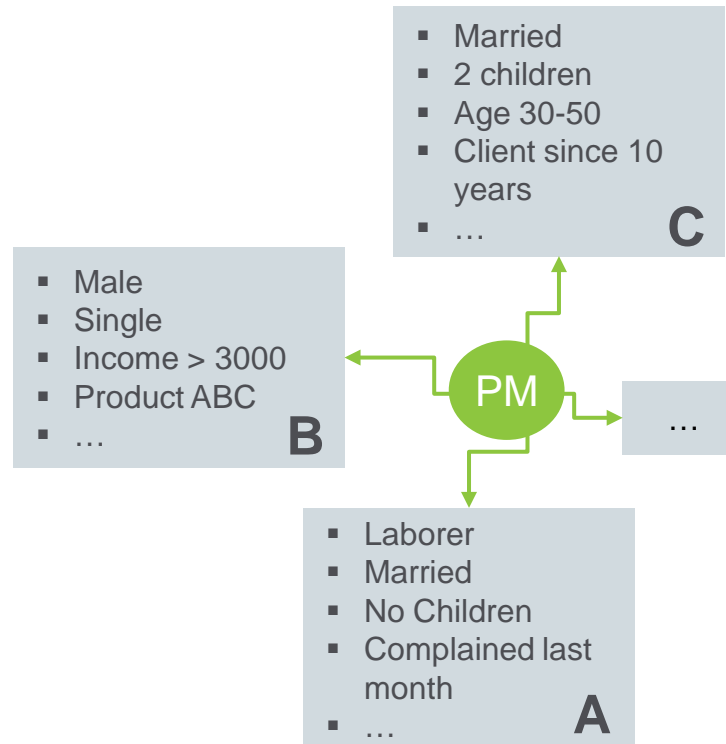 ▪ Married
▪ 2 children
▪ Age 30-50
▪ Client since 10
years
▪ …
C
▪ Male
▪ Single
▪ Income > 3000
▪ Product ABC
▪ …
B
PM
…
▪ Laborer
▪ Married
▪ No Children
▪ Complained last
month
▪ …
A